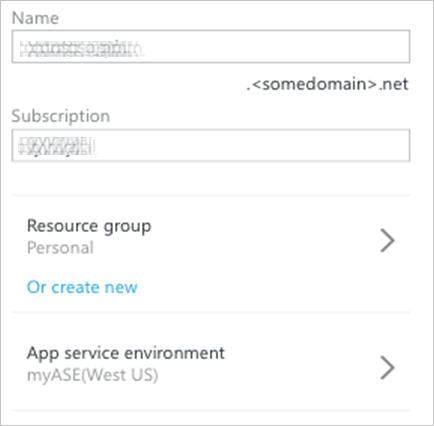 Name
.<somedomain>.net
Subscription
Resource group
Personal
Or create new
App service environment
myASE(West US)